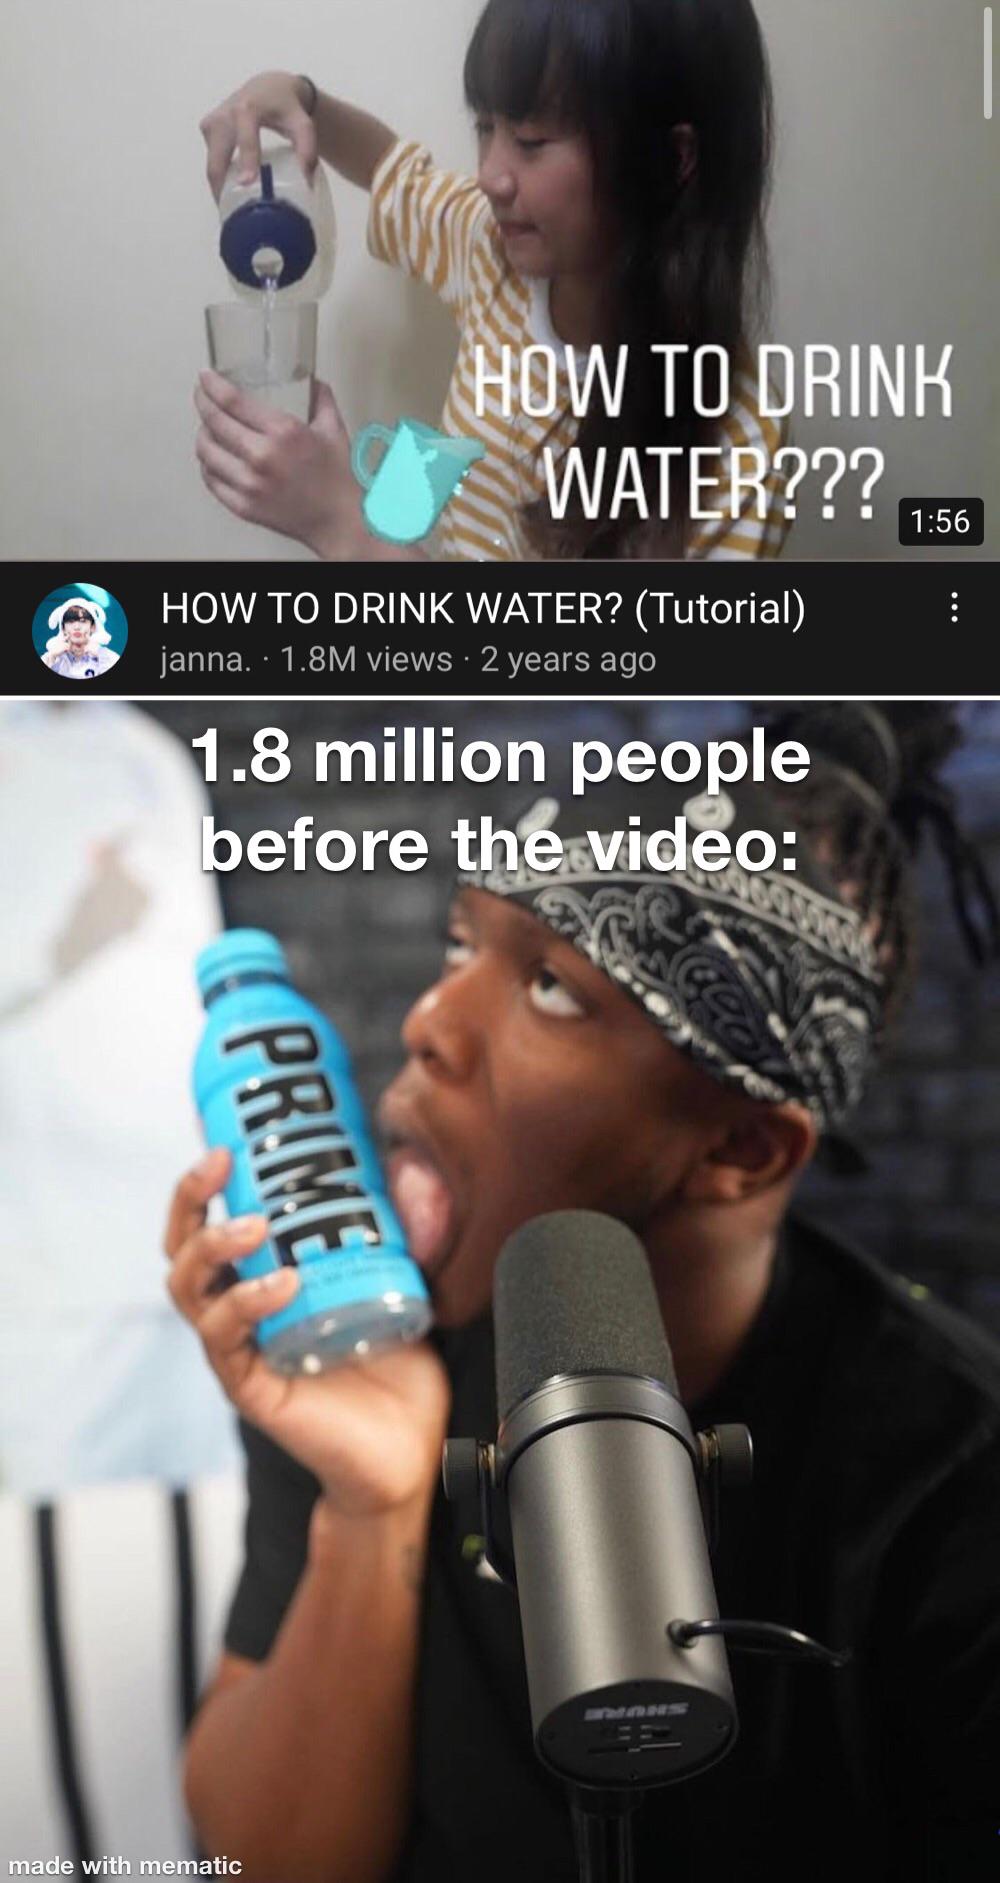 HOW TO DRINK
WATER???
1:56
HOW TO DRINK WATER? (Tutorial)
janna. · 1.8M views · 2 years ago
1.8 million people
before the video:
PRIME
SHURE
made with mematic